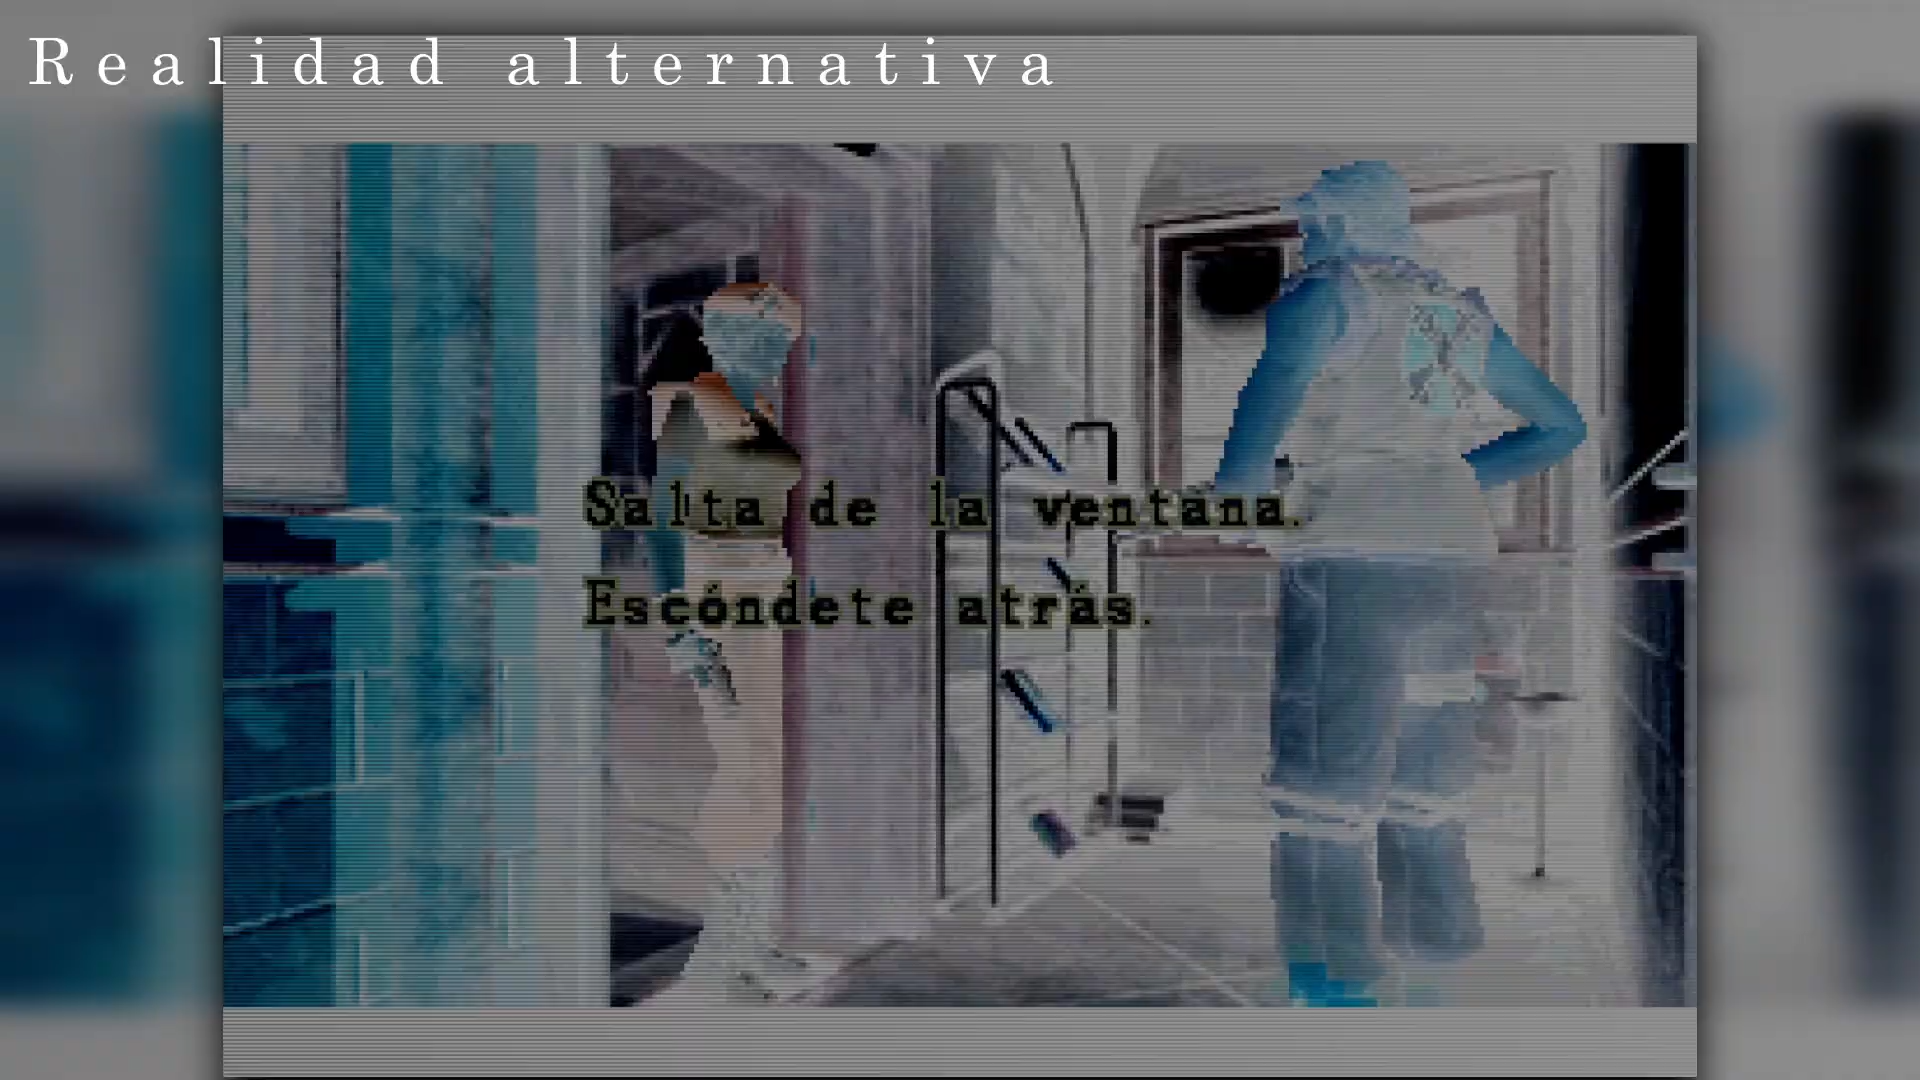 Realidad alternativa
Salta de la ventana.
Escóndete atrás.